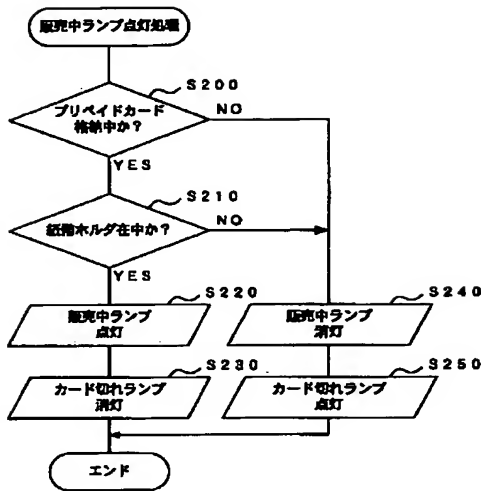 販売中ランプ点灯処理
S200
プリペイドカード
格納中か？
NO
YES
S210
紙幣ホルダ在中か？
NO
YES
S220
販売中ランプ
点灯
S240
販売中ランプ
消灯
S230
カード切れランプ
消灯
S250
カード切れランプ
点灯
エンド